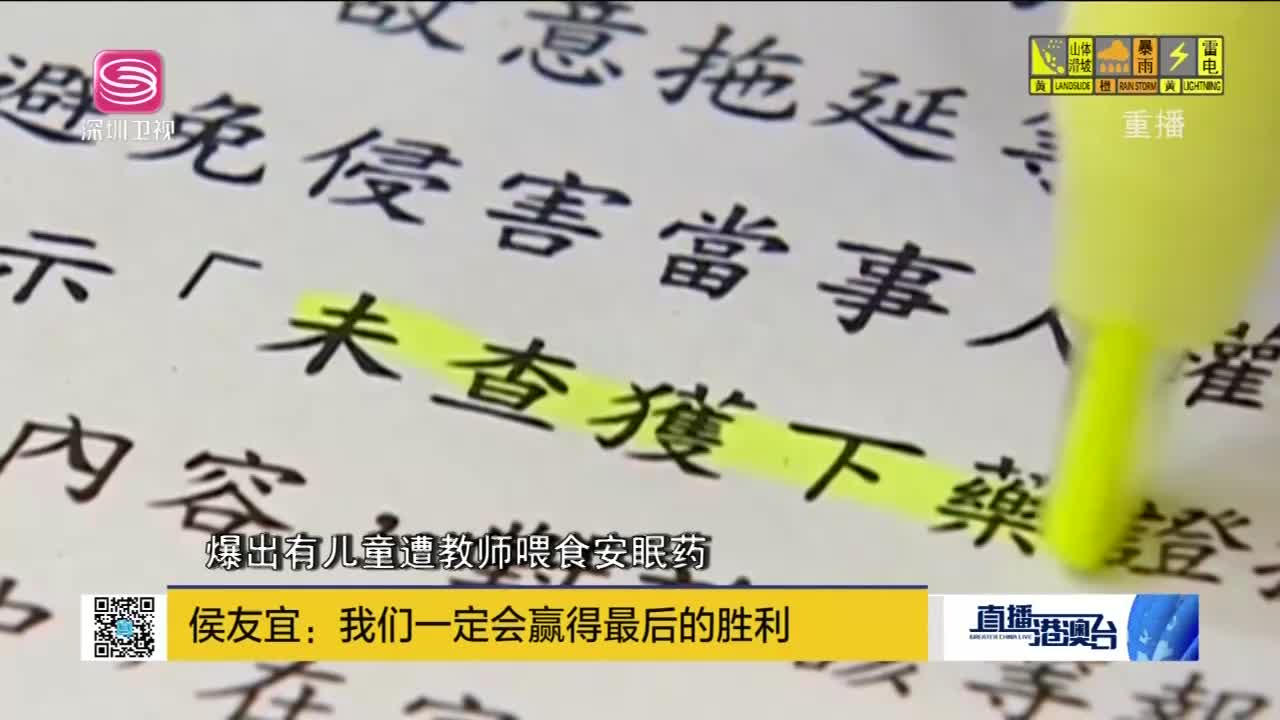 故意拖延
避免侵害當事人權
示「未查獲下藥證
內容，
在
深圳卫视
山体滑坡
黄 LANDSLIDE
暴雨
橙 RAIN STORM
雷电
黄 LIGHTNING
重播
爆出有儿童遭教师喂食安眠药
侯友宜：我们一定会赢得最后的胜利
直播港澳台
GREATER CHINA LIVE